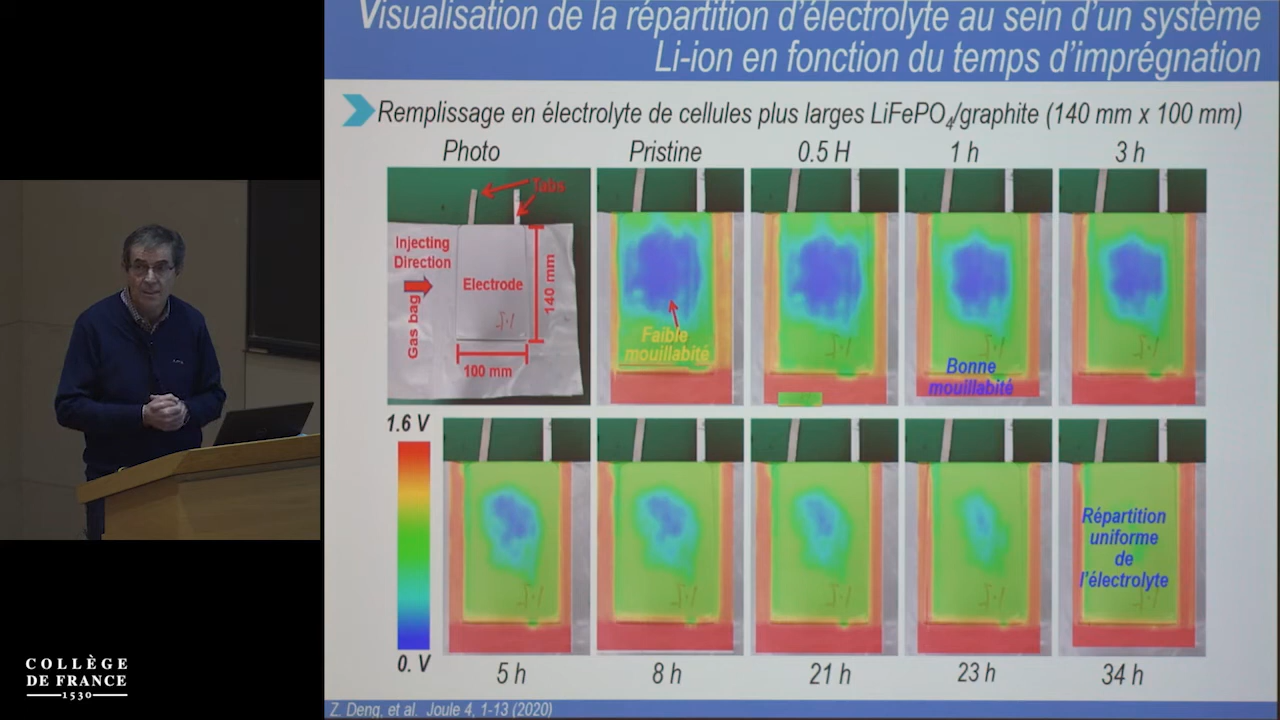 Visualisation de la répartition d'électrolyte au sein d'un système
Li-ion en fonction du temps d'imprégnation
Remplissage en électrolyte de cellules plus larges LiFePO4/graphite (140 mm x 100 mm)
Photo
Pristine
0.5 H
1 h
3 h
Tabs
Injecting
Direction
Gas bag
Electrode
140 mm
100 mm
Faible
mouillabilité
Bonne
mouillabilité
1.6 V
0. V
Répartition
uniforme
de
l'électrolyte
5 h
8 h
21 h
23 h
34 h
Z. Deng, et al. Joule 4, 1-13 (2020)
COLLÈGE
DE FRANCE
1530